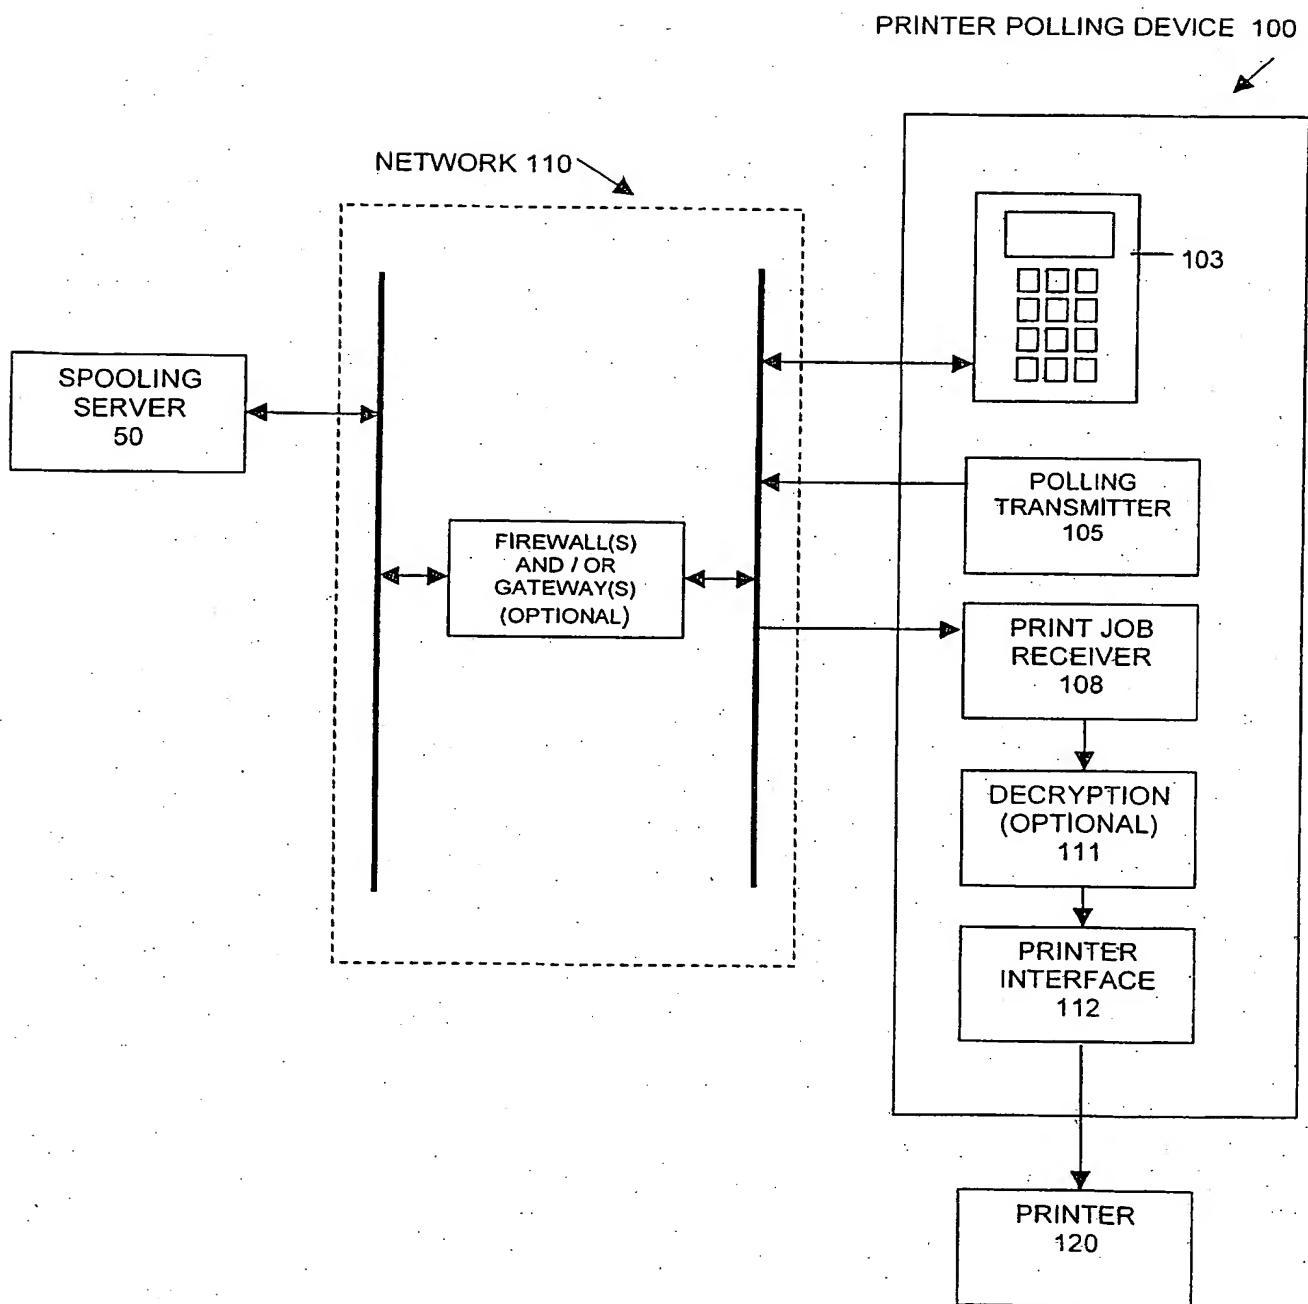 PRINTER POLLING DEVICE 100
NETWORK 110
103
SPOOLING
SERVER
50
POLLING
TRANSMITTER
105
FIREWALL(S)
AND / OR
GATEWAY(S)
(OPTIONAL)
PRINT JOB
RECEIVER
108
DECRYPTION
(OPTIONAL)
111
PRINTER
INTERFACE
112
PRINTER
120